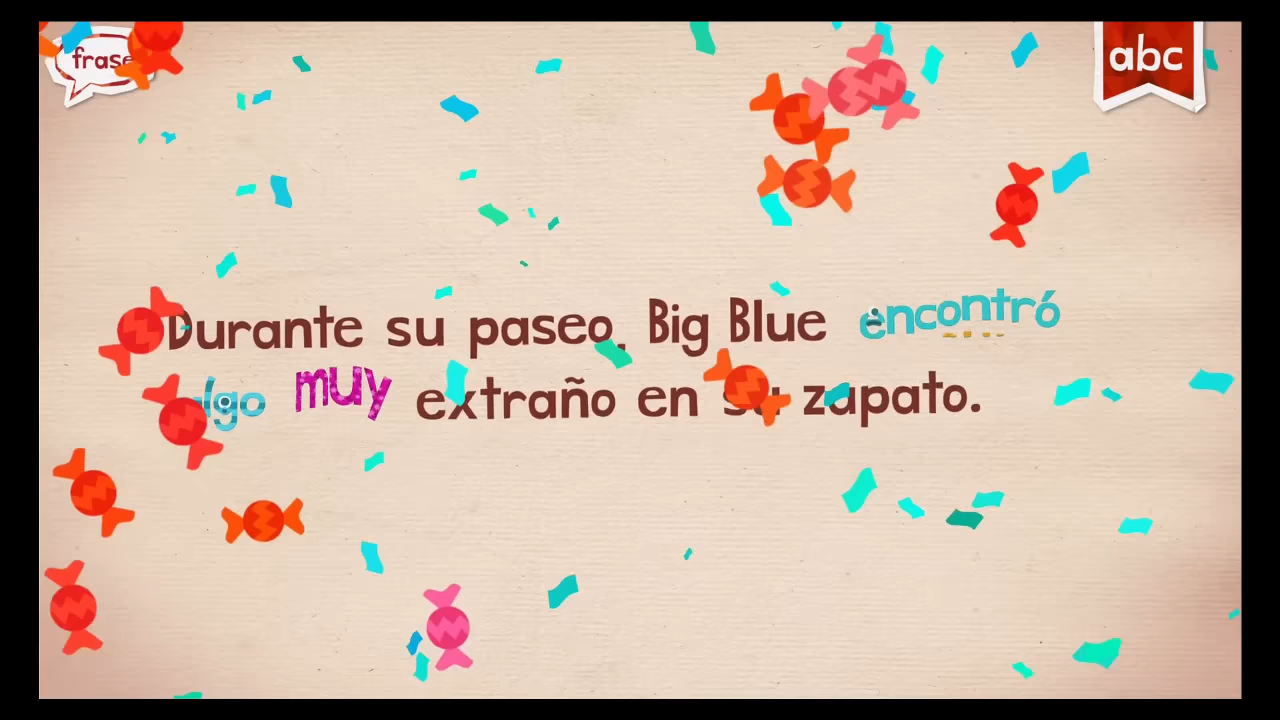 frase
abc
Durante su paseo, Big Blue encontró
algo muy extraño en su zapato.